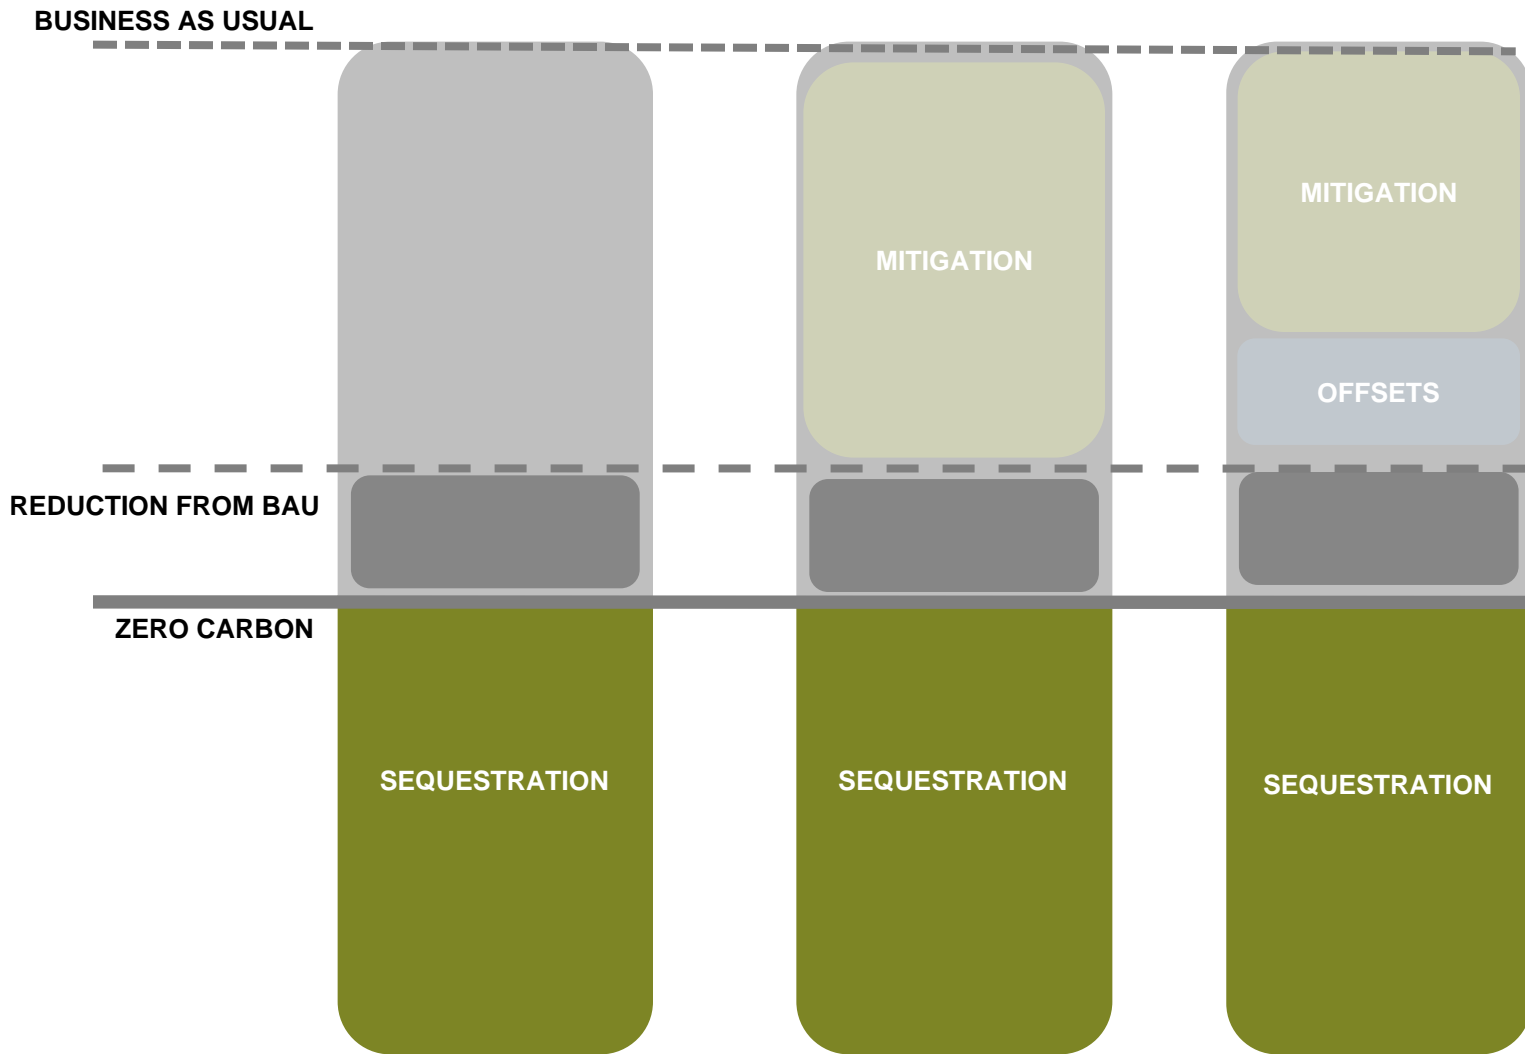 BUSINESS AS USUAL
MITIGATION
MITIGATION
OFFSETS
REDUCTION FROM BAU
ZERO CARBON
SEQUESTRATION
SEQUESTRATION
SEQUESTRATION